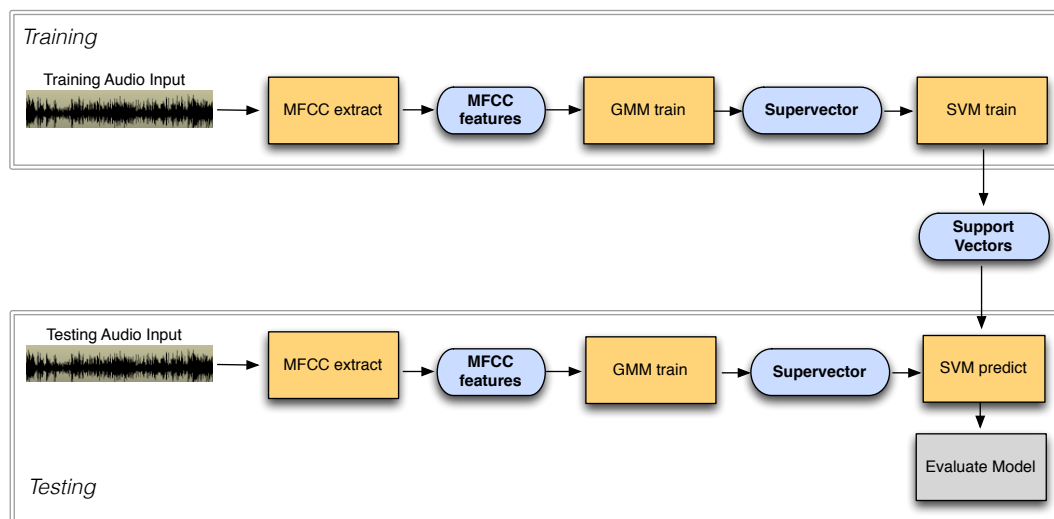 Training
Training Audio Input
MFCC extract
MFCC
features
GMM train
Supervector
SVM train
Support
Vectors
Testing Audio Input
MFCC extract
MFCC
features
GMM train
Supervector
SVM predict
Evaluate Model
Testing